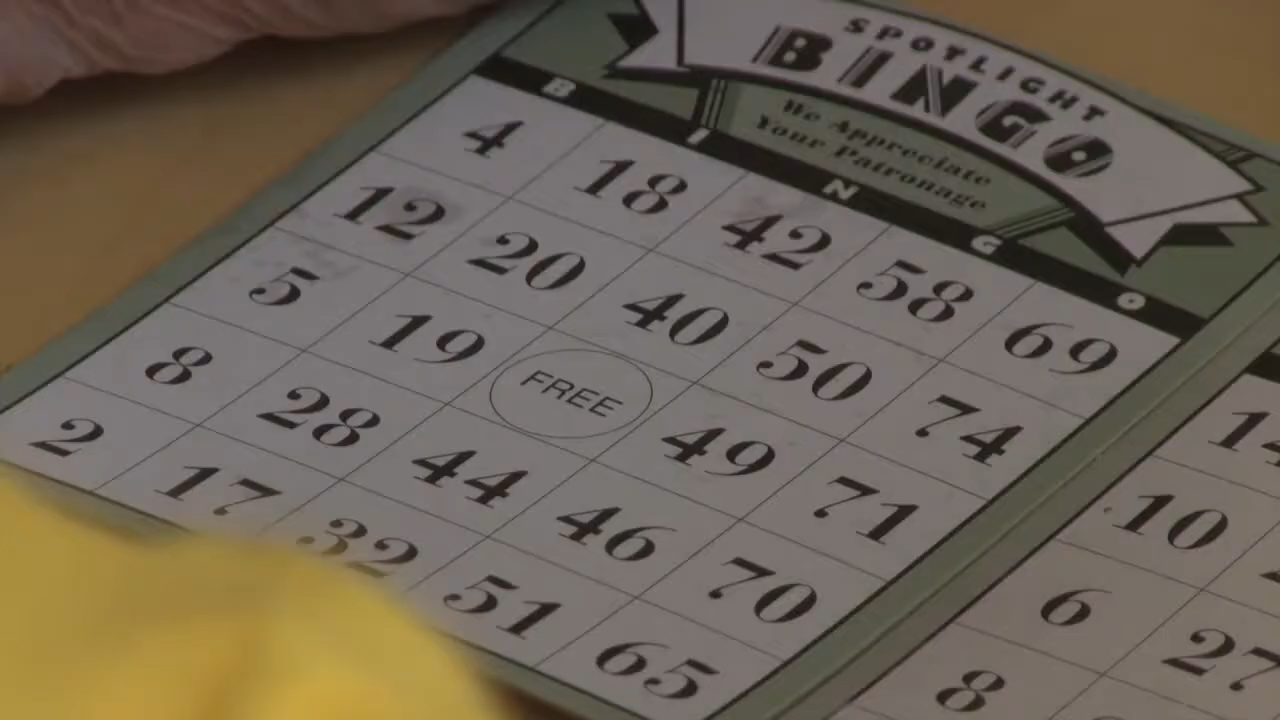 SPOTLIGHT
BINGO
We Appreciate
Your Patronage
B I N G O
4 18 42 58 69
12 20 40 50 74
5 19 FREE 49 71
8 28 44 46 70
2 17 32 51 65
10
6 27
8